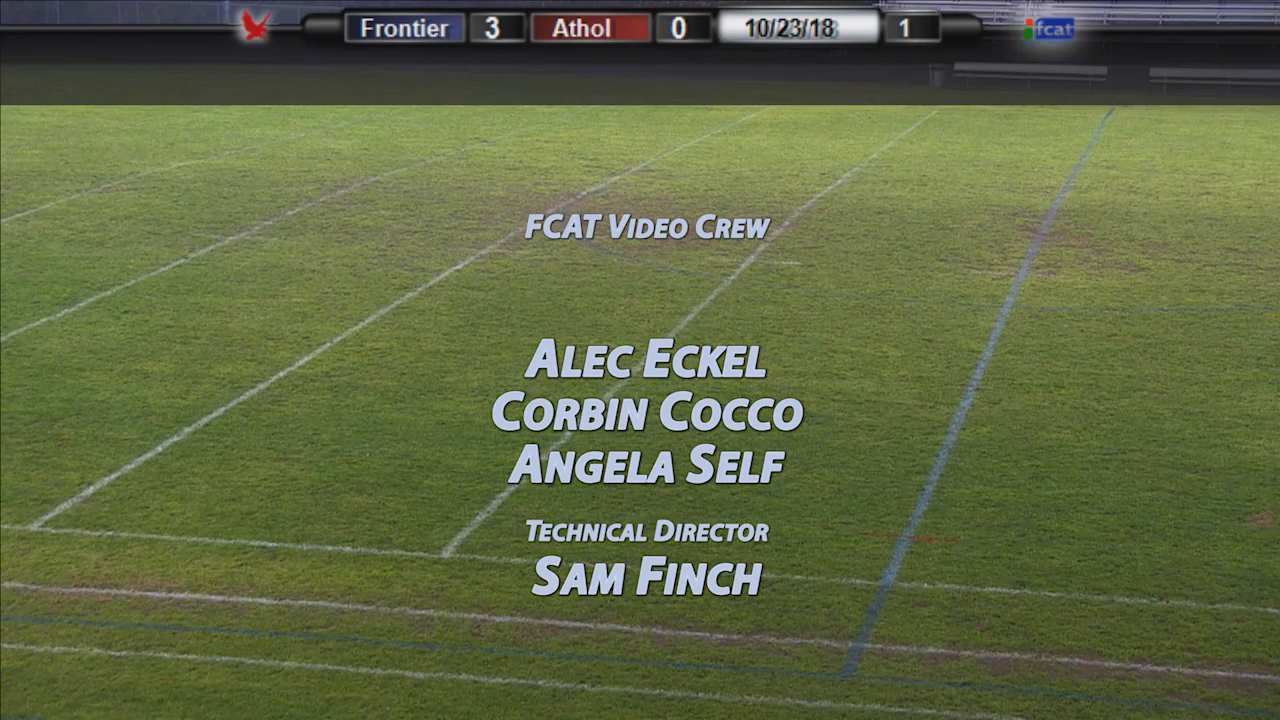 Frontier 3 Athol 0 10/23/18 1 fcat
FCAT VIDEO CREW
ALEC ECKEL
CORBIN COCCO
ANGELA SELF
TECHNICAL DIRECTOR
SAM FINCH